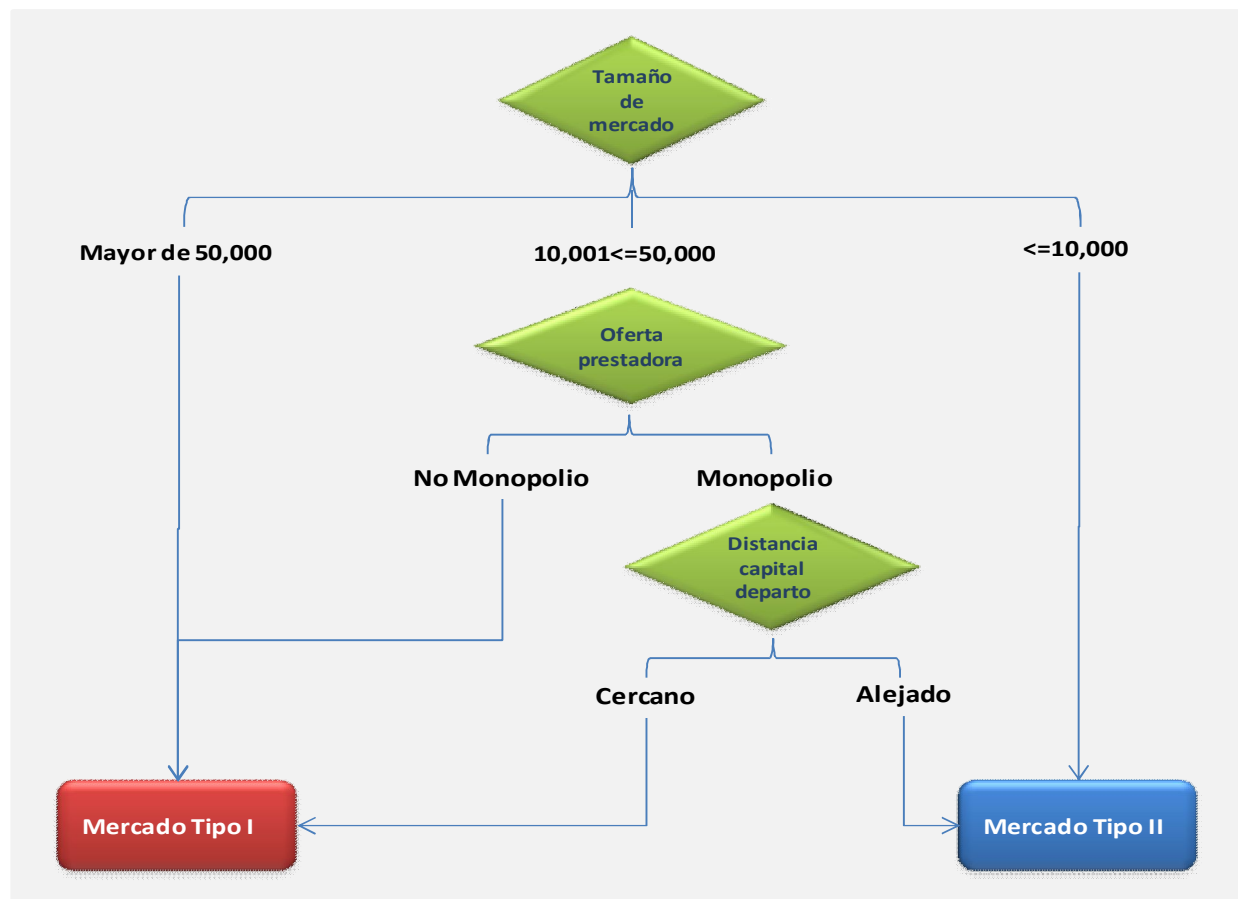 Tamaño
de
mercado
Mayor de 50,000
10,001<=50,000
<=10,000
Oferta
prestadora
No Monopolio
Monopolio
Distancia
capital
departo
Cercano
Alejado
Mercado Tipo I
Mercado Tipo II